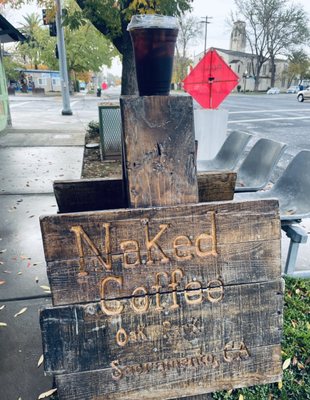 Naked
Coffee
Oak Park
Sacramento, CA